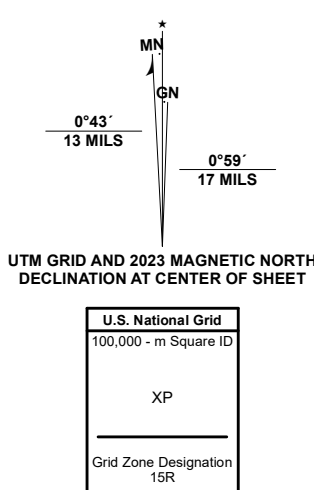 ★
MN
GN
0°43´
13 MILS
0°59´
17 MILS
UTM GRID AND 2023 MAGNETIC NORTH
DECLINATION AT CENTER OF SHEET
U.S. National Grid
100,000 - m Square ID
XP
Grid Zone Designation
15R